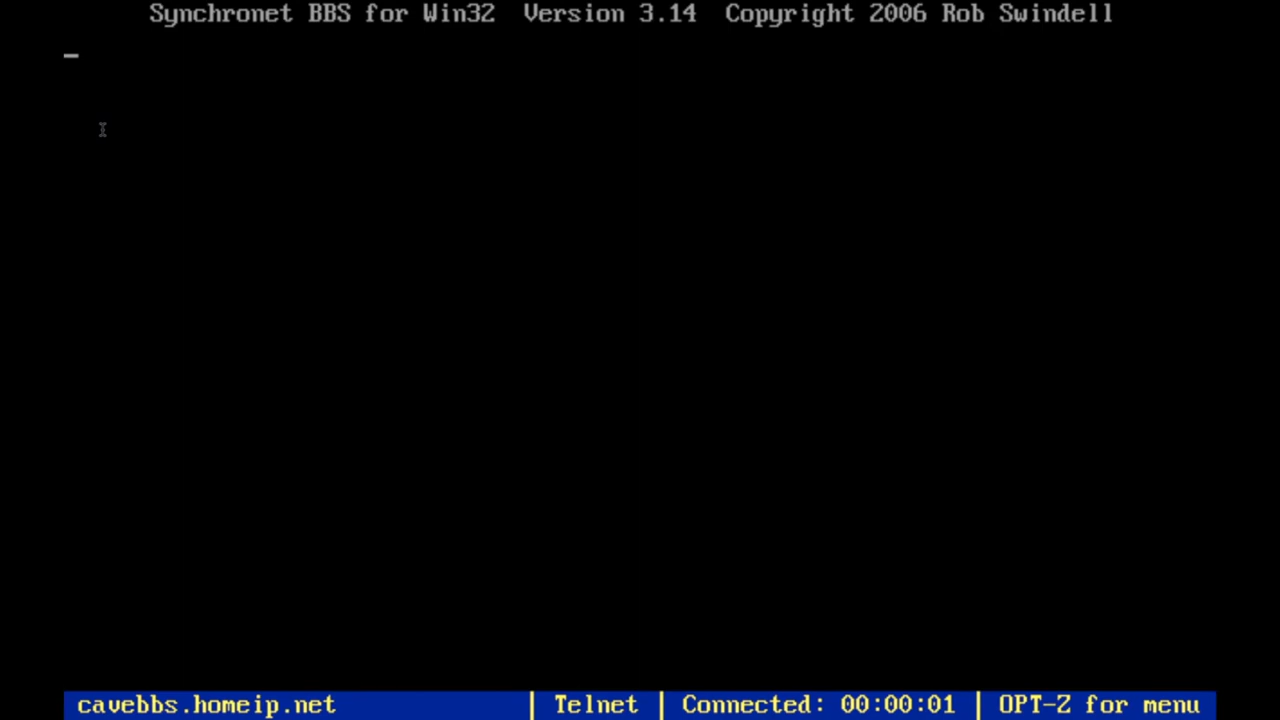 Synchronet BBS for Win32  Version 3.14  Copyright 2006 Rob Swindell
cavebbs.homeip.net | Telnet | Connected: 00:00:01 | OPT-Z for menu